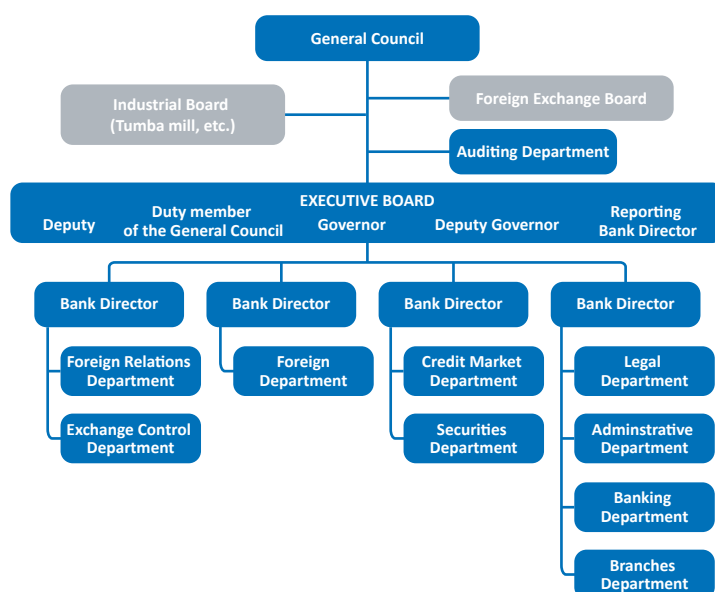 General Council
Industrial Board
(Tumba mill, etc.)
Foreign Exchange Board
Auditing Department
EXECUTIVE BOARD
Deputy
Duty member
of the General Council
Governor
Deputy Governor
Reporting
Bank Director
Bank Director
Bank Director
Bank Director
Bank Director
Foreign Relations
Department
Foreign
Department
Credit Market
Department
Legal
Department
Exchange Control
Department
Securities
Department
Adminstrative
Department
Banking
Department
Branches
Department